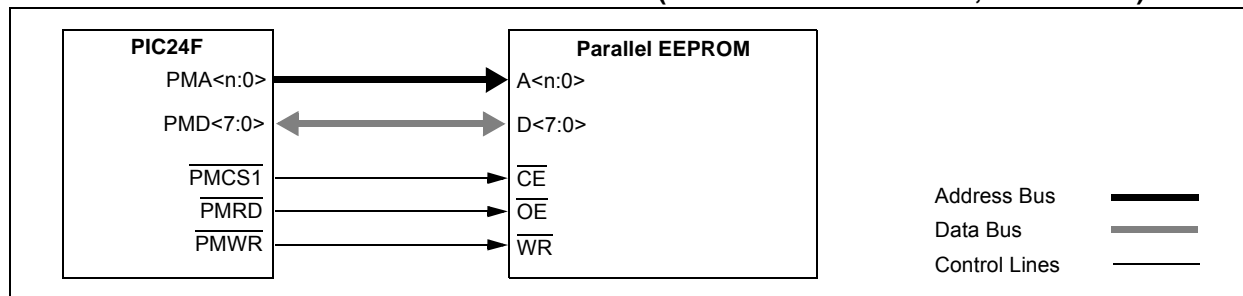 PIC24F
Parallel EEPROM
PMA<n:0>
A<n:0>
PMD<7:0>
D<7:0>
PMCS1
CE
PMRD
OE
PMWR
WR
Address Bus
Data Bus
Control Lines